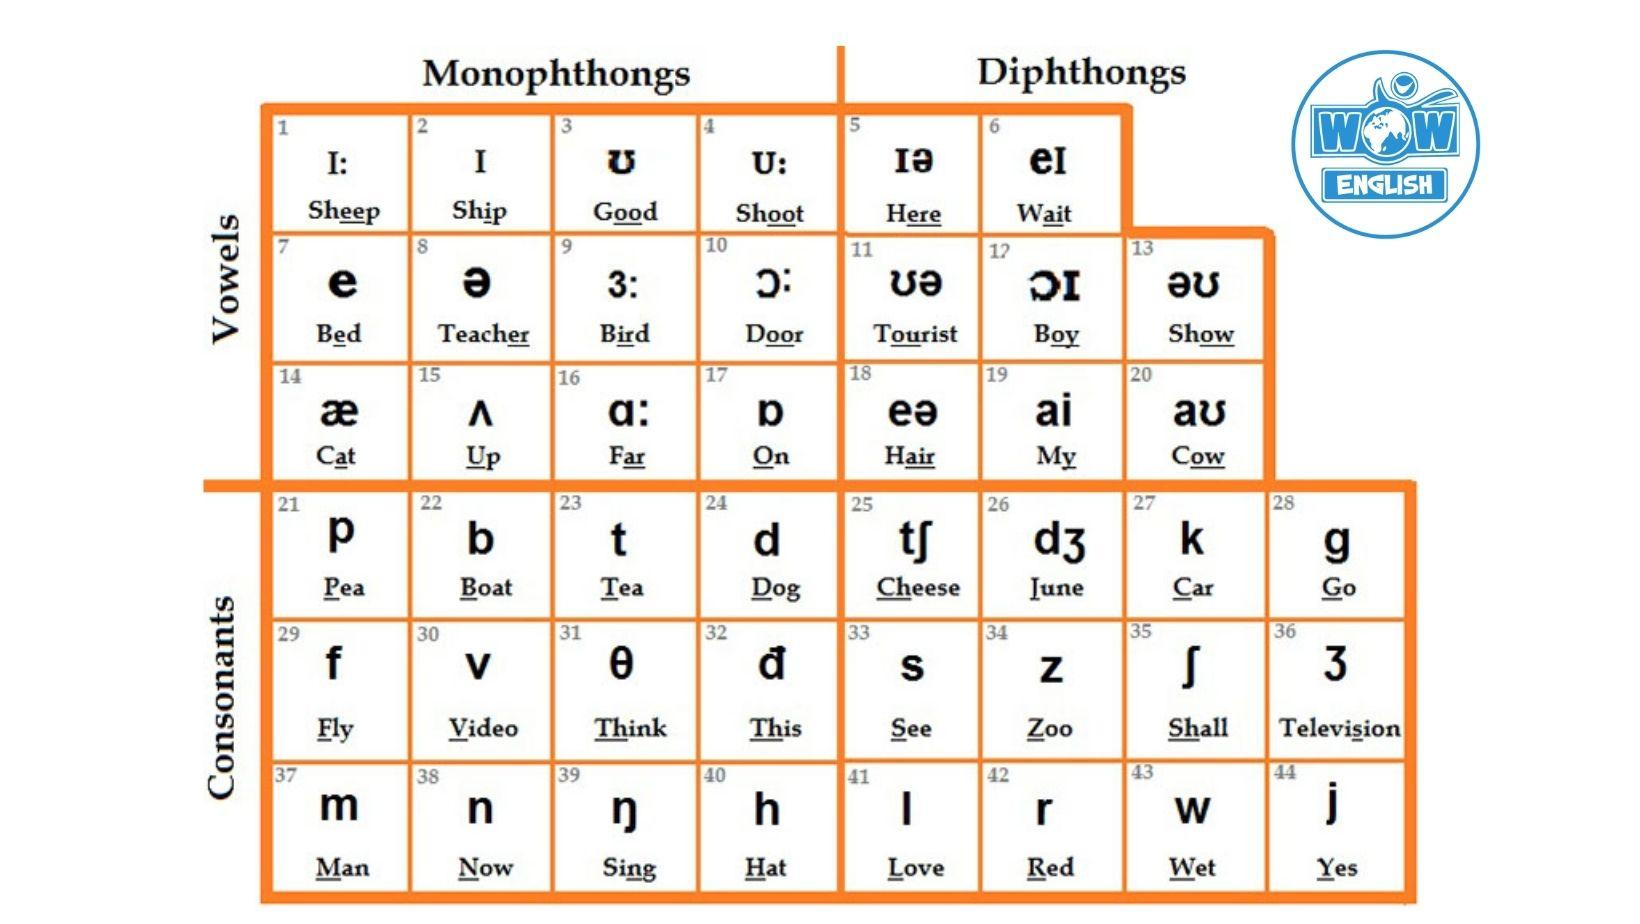 Monophthongs
Diphthongs
WOW
ENGLISH
Vowels
1 2 3 4 5 6
I: I ʊ ʊ: ɪə eɪ
Sheep Ship Good Shoot Here Wait
7 8 9 10 11 12 13
e ə ɜ: ɔ: ʊə ɔɪ əʊ
Bed Teacher Bird Door Tourist Boy Show
14 15 16 17 18 19 20
æ ʌ ɑ: ɒ eə ai aʊ
Cat Up Far On Hair My Cow
Consonants
21 22 23 24 25 26 27 28
p b t d tʃ dʒ k g
Pea Boat Tea Dog Cheese June Car Go
29 30 31 32 33 34 35 36
f v θ đ s z ʃ ʒ
Fly Video Think This See Zoo Shall Television
37 38 39 40 41 42 43 44
m n ŋ h l r w j
Man Now Sing Hat Love Red Wet Yes